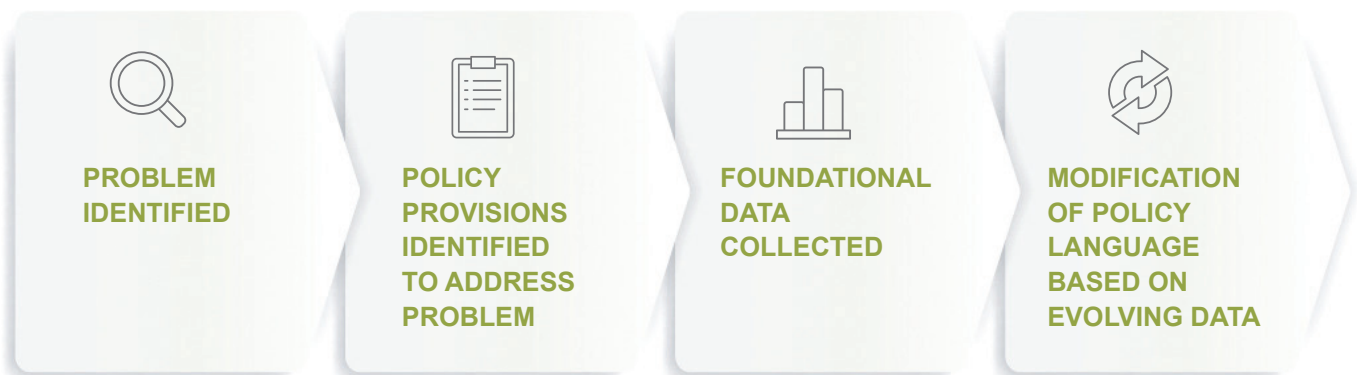 PROBLEM
IDENTIFIED
POLICY
PROVISIONS
IDENTIFIED
TO ADDRESS
PROBLEM
FOUNDATIONAL
DATA
COLLECTED
MODIFICATION
OF POLICY
LANGUAGE
BASED ON
EVOLVING DATA